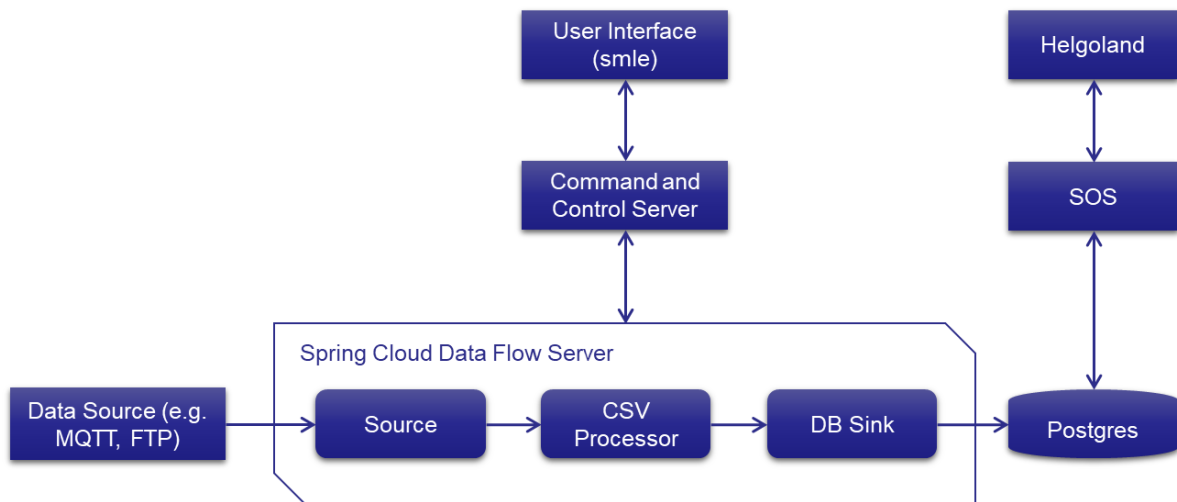 User Interface
(smle)
Helgoland
Command and
Control Server
SOS
Spring Cloud Data Flow Server
Data Source (e.g.
MQTT, FTP)
Source
CSV
Processor
DB Sink
Postgres